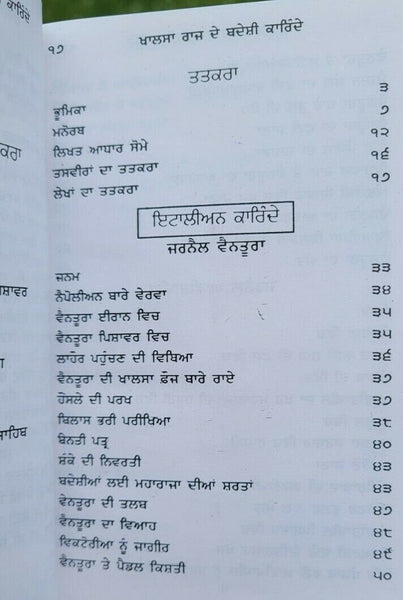 ੧੭
ਖਾਲਸਾ ਰਾਜ ਦੇ ਬਦੇਸ਼ੀ ਕਾਰਿੰਦੇ
ਤਤਕਰਾ
੩
ਭੂਮਿਕਾ ੭
ਮਨੋਰਥ ੧੨
ਲਿਖਤ ਆਧਾਰ ਸੋਮੇ ੧੬
ਤਸਵੀਰਾਂ ਦਾ ਤਤਕਰਾ ੧੭
ਲੇਖਾਂ ਦਾ ਤਤਕਰਾ
ਇਟਾਲੀਅਨ ਕਾਰਿੰਦੇ
ਜਰਨੈਲ ਵੈਨਤੂਰਾ
ਜਨਮ ੩੩
ਨੈਪੋਲੀਅਨ ਬਾਰੇ ਵੇਰਵਾ ੩੪
ਵੈਨਤੂਰਾ ਈਰਾਨ ਵਿਚ ੩੫
ਵੈਨਤੂਰਾ ਪਿਸ਼ਾਵਰ ਵਿਚ ੩੫
ਲਾਹੌਰ ਪਹੁੰਚਣ ਦੀ ਵਿਥਿਆ ੩੬
ਵੈਨਤੂਰਾ ਦੀ ਖਾਲਸਾ ਫ਼ੌਜ ਬਾਰੇ ਰਾਏ ੩੭
ਹੌਸਲੇ ਦੀ ਪਰਖ ੩੭
ਬਿਲਾਸ ਭਰੀ ਪਰੀਖਿਆ ੩੮
ਬੇਨਤੀ ਪਤ੍ਰ ੪੦
ਸ਼ੰਕੇ ਦੀ ਨਿਵਰਤੀ ੪੩
ਬਦੇਸ਼ੀਆਂ ਲਈ ਮਹਾਰਾਜਾ ਦੀਆਂ ਸ਼ਰਤਾਂ ੪੩
ਵੇਨਤੂਰਾ ਦੀ ਤਲਬ ੪੭
ਵੈਨਤੂਰਾ ਦਾ ਵਿਆਹ ੪੮
ਵਿਕਟੋਰੀਆ ਨੂੰ ਜਾਗੀਰ ੪੯
ਵੈਨਤੂਰਾ ਤੇ ਪੈਡਲ ਕਿਸ਼ਤੀ ੫੦